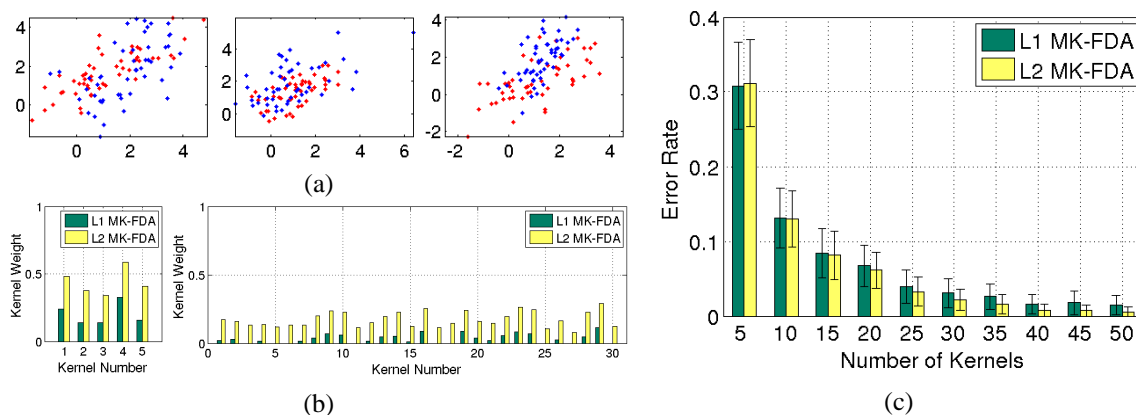 4
2
0
0
2
4
4
2
0
0
2
4
6
4
2
0
-2
-2
0
2
4
(a)
1
0.5
0
Kernel Weight
L1 MK-FDA
L2 MK-FDA
1 2 3 4 5
Kernel Number
1
0.5
0
Kernel Weight
L1 MK-FDA
L2 MK-FDA
0 5 10 15 20 25 30
Kernel Number
(b)
0.4
0.3
0.2
0.1
0
Error Rate
L1 MK-FDA
L2 MK-FDA
5 10 15 20 25 30 35 40 45 50
Number of Kernels
(c)